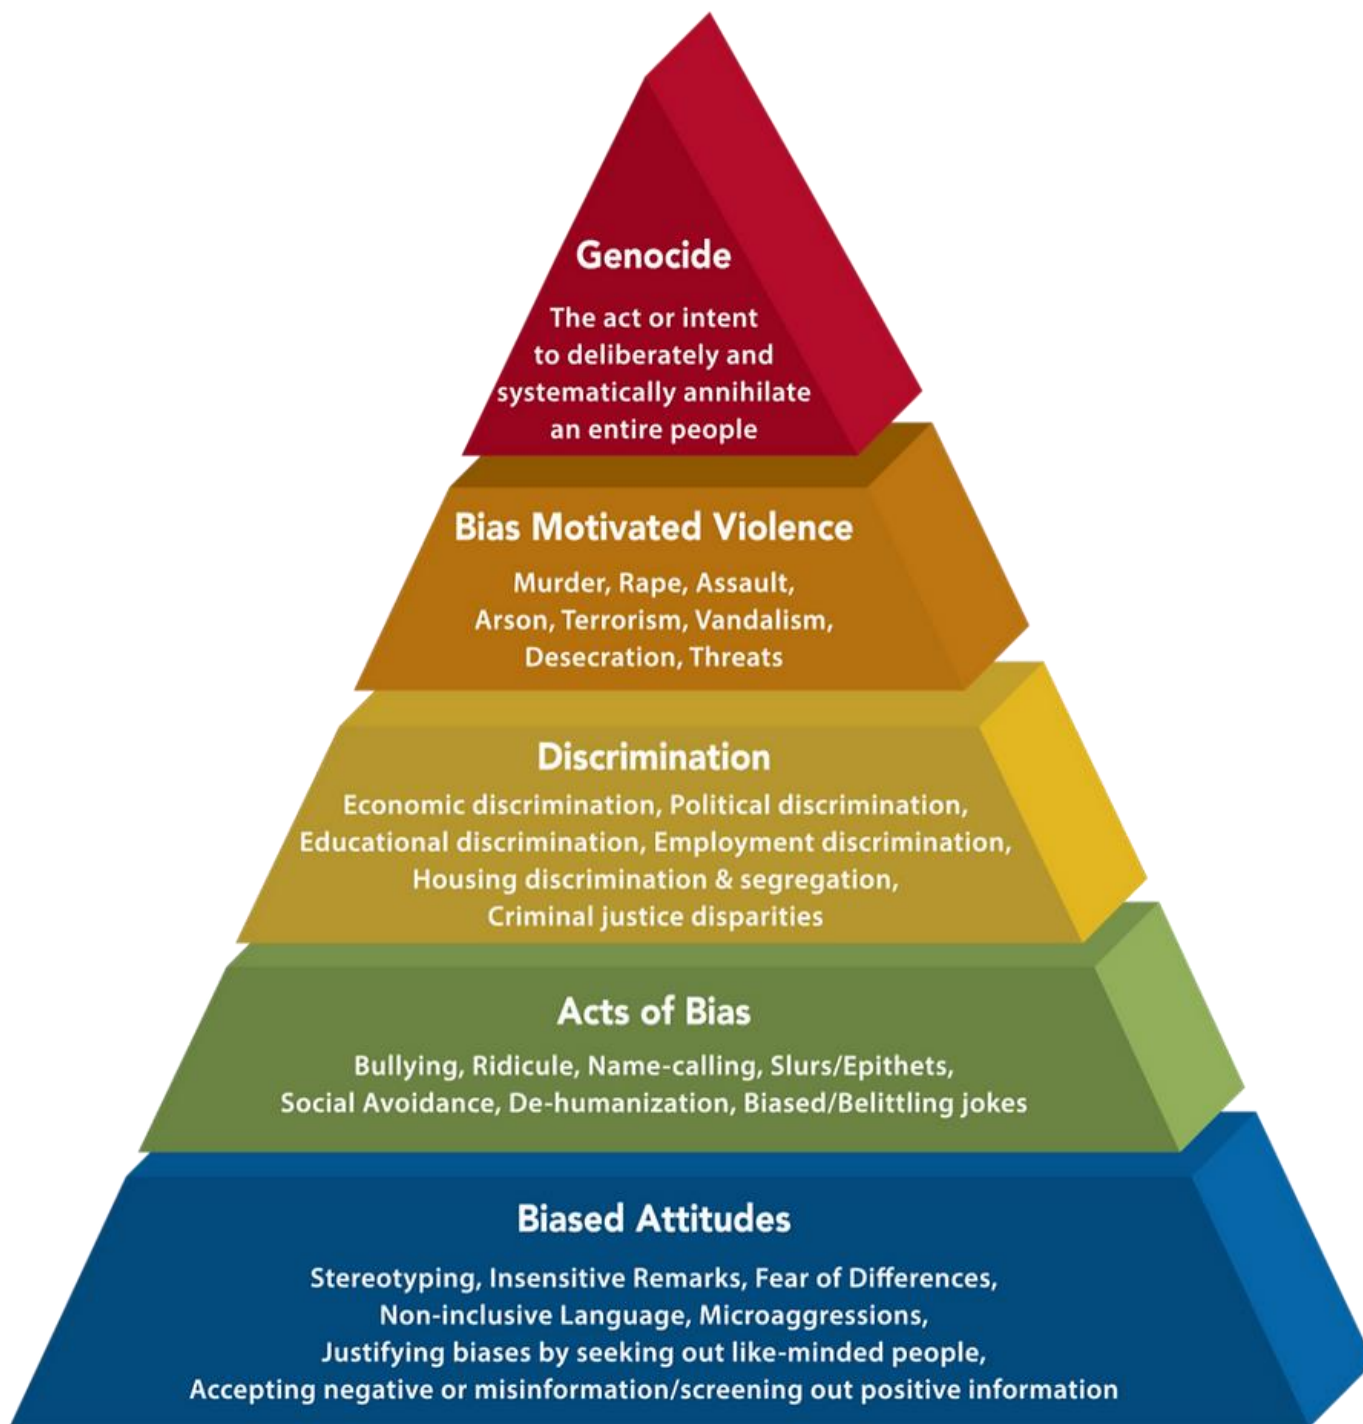 Genocide
The act or intent
to deliberately and
systematically annihilate
an entire people
Bias Motivated Violence
Murder, Rape, Assault,
Arson, Terrorism, Vandalism,
Desecration, Threats
Discrimination
Economic discrimination, Political discrimination,
Educational discrimination, Employment discrimination,
Housing discrimination & segregation,
Criminal justice disparities
Acts of Bias
Bullying, Ridicule, Name-calling, Slurs/Epithets,
Social Avoidance, De-humanization, Biased/Belittling jokes
Biased Attitudes
Stereotyping, Insensitive Remarks, Fear of Differences,
Non-inclusive Language, Microaggressions,
Justifying biases by seeking out like-minded people,
Accepting negative or misinformation/screening out positive information